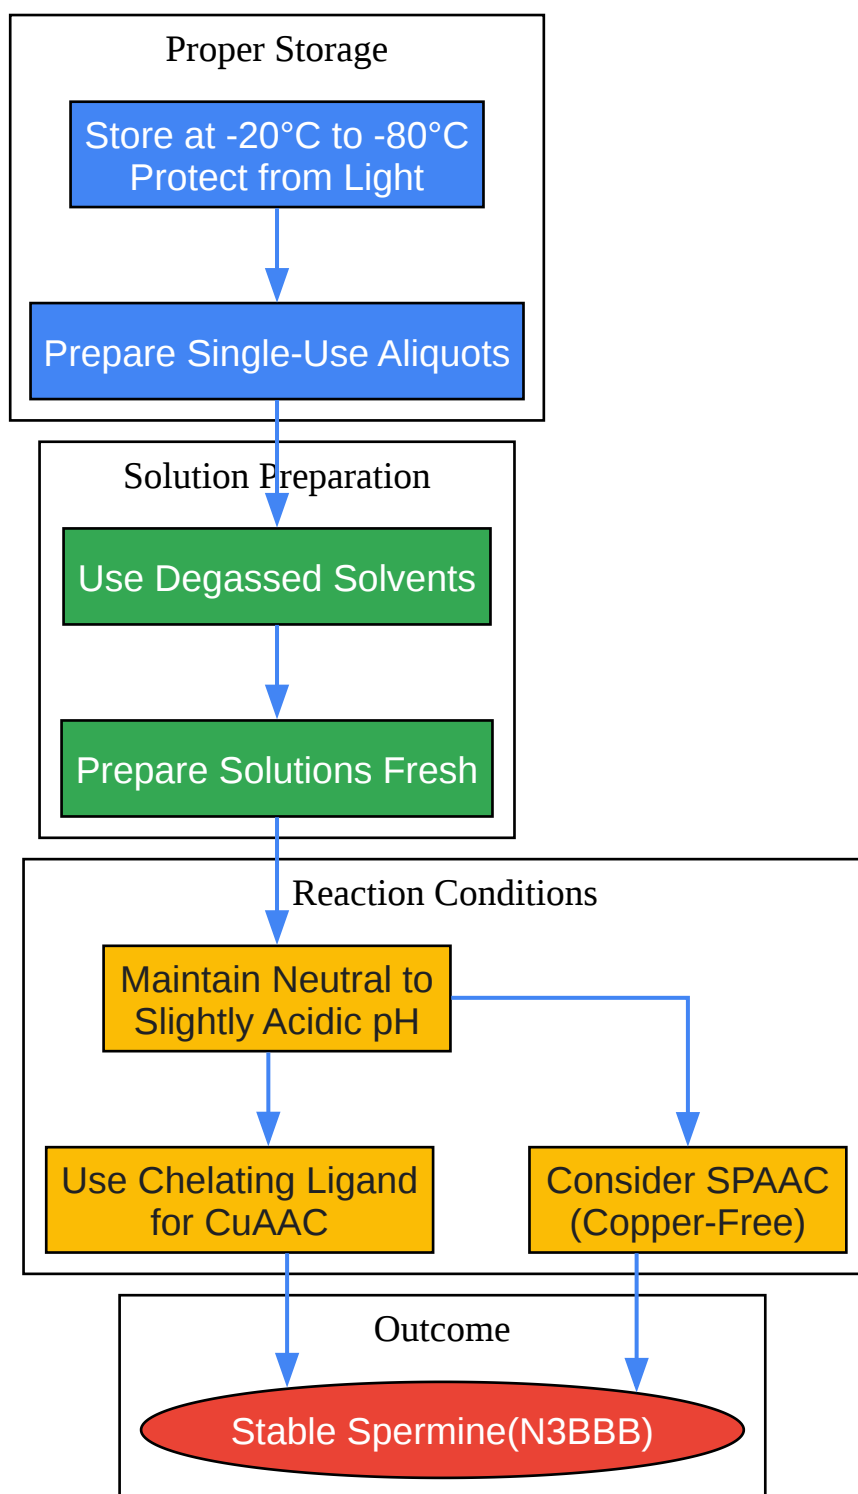 Proper Storage
Store at -20°C to -80°C
Protect from Light
Prepare Single-Use Aliquots
Solution Preparation
Use Degassed Solvents
Prepare Solutions Fresh
Reaction Conditions
Maintain Neutral to
Slightly Acidic pH
Use Chelating Ligand
for CuAAC
Consider SPAAC
(Copper-Free)
Outcome
Stable Spermine(N3BBB)